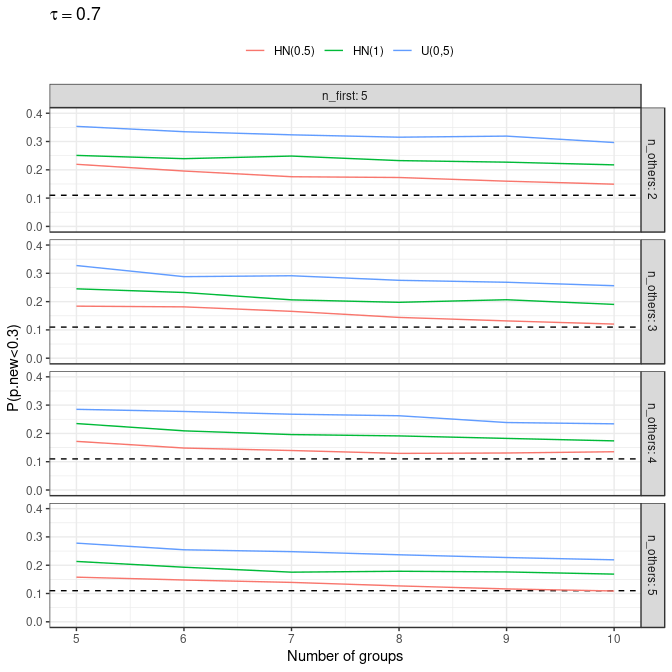 τ = 0.7
HN(0.5) HN(1) U(0,5)
n_first: 5
0.4
0.3
0.2
0.1
0.0
n_others: 2
0.4
0.3
0.2
0.1
0.0
n_others: 3
0.4
0.3
0.2
0.1
0.0
n_others: 4
0.4
0.3
0.2
0.1
0.0
n_others: 5
P(p.new<0.3)
5 6 7 8 9 10
Number of groups